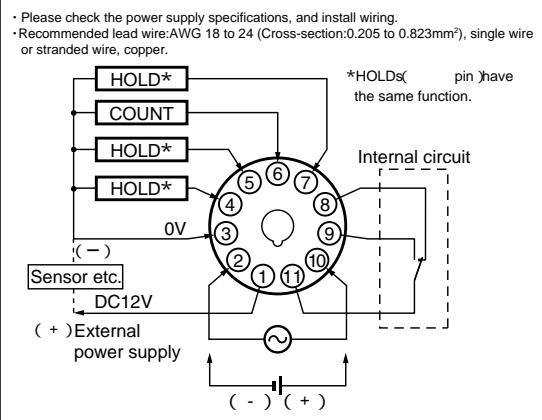 ・Please check the power supply specifications, and install wiring.
・Recommended lead wire:AWG 18 to 24 (Cross-section:0.205 to 0.823mm²), single wire
or stranded wire, copper.
HOLD*
*HOLDs( pin )have
the same function.
COUNT
HOLD*
Internal circuit
HOLD*
6
5
7
4
8
0V
3
9
(－)
2
10
Sensor etc.
1
11
DC12V
( + )External
power supply
( - ) ( + )